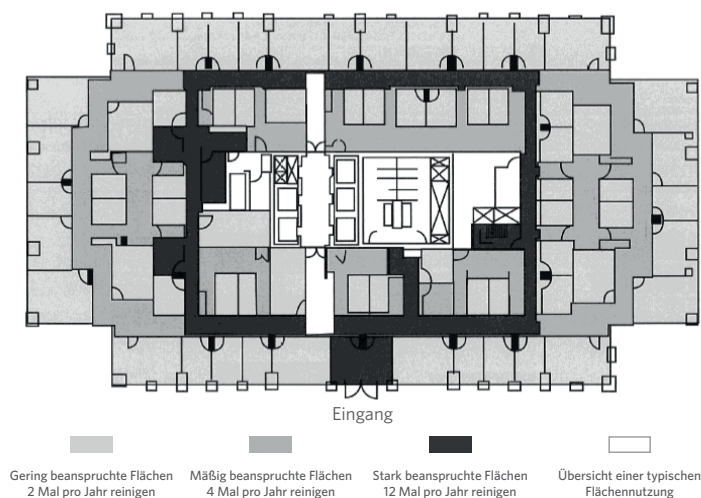 Eingang
Gering beanspruchte Flächen
2 Mal pro Jahr reinigen
Mäßig beanspruchte Flächen
4 Mal pro Jahr reinigen
Stark beanspruchte Flächen
12 Mal pro Jahr reinigen
Übersicht einer typischen
Flächennutzung